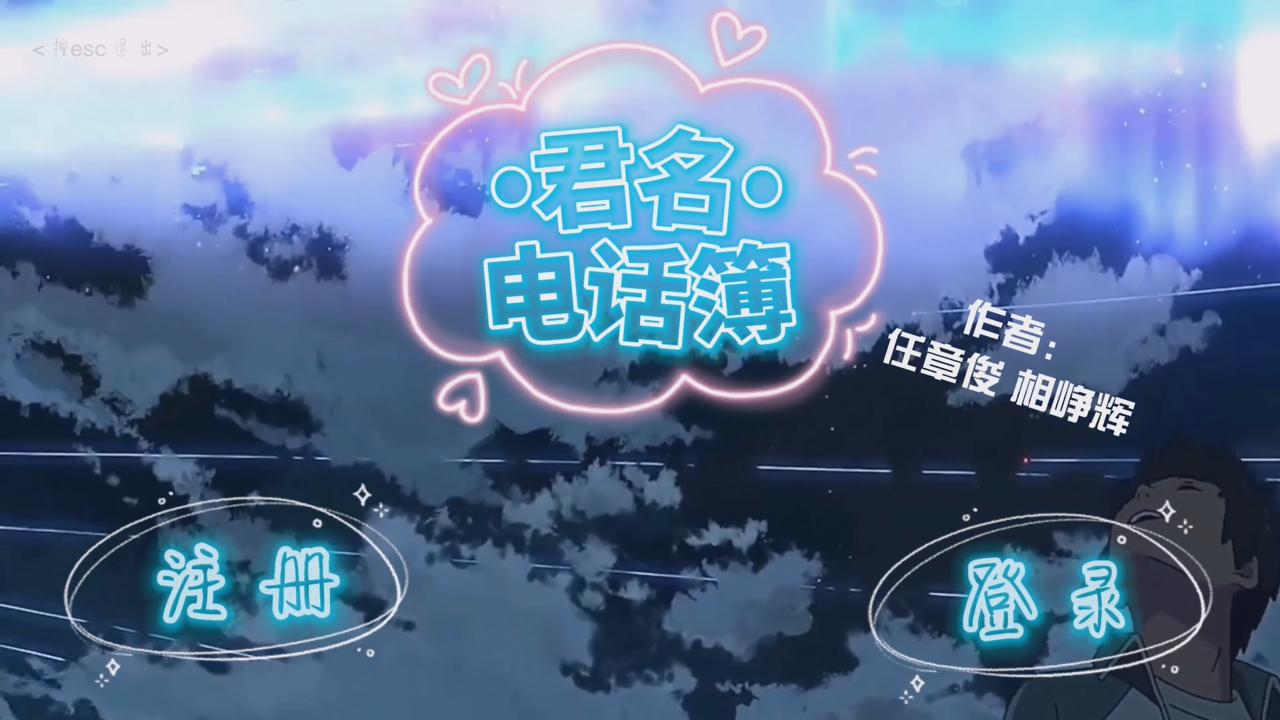 <按esc 退 出>
·君名·
电话簿
作者：
任章俊 相峥辉
注 册
登 录